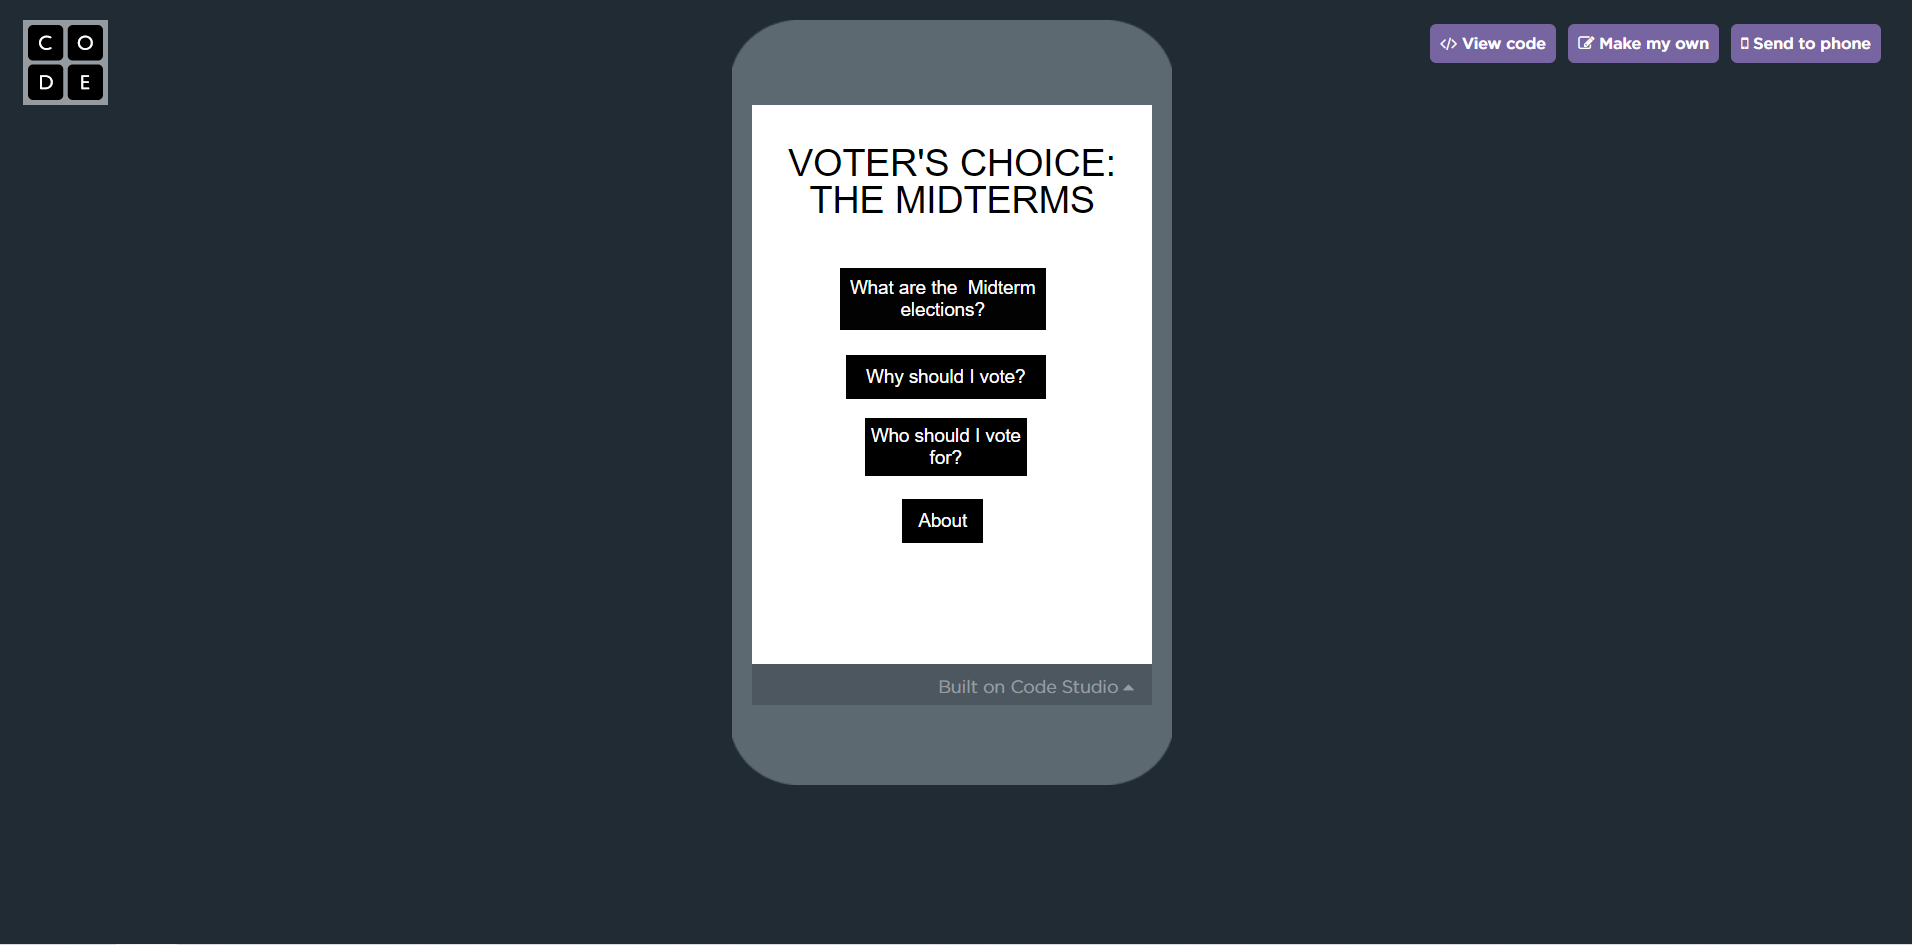 C O
D E
View code
Make my own
Send to phone
VOTER'S CHOICE:
THE MIDTERMS
What are the  Midterm
elections?
Why should I vote?
Who should I vote
for?
About
Built on Code Studio